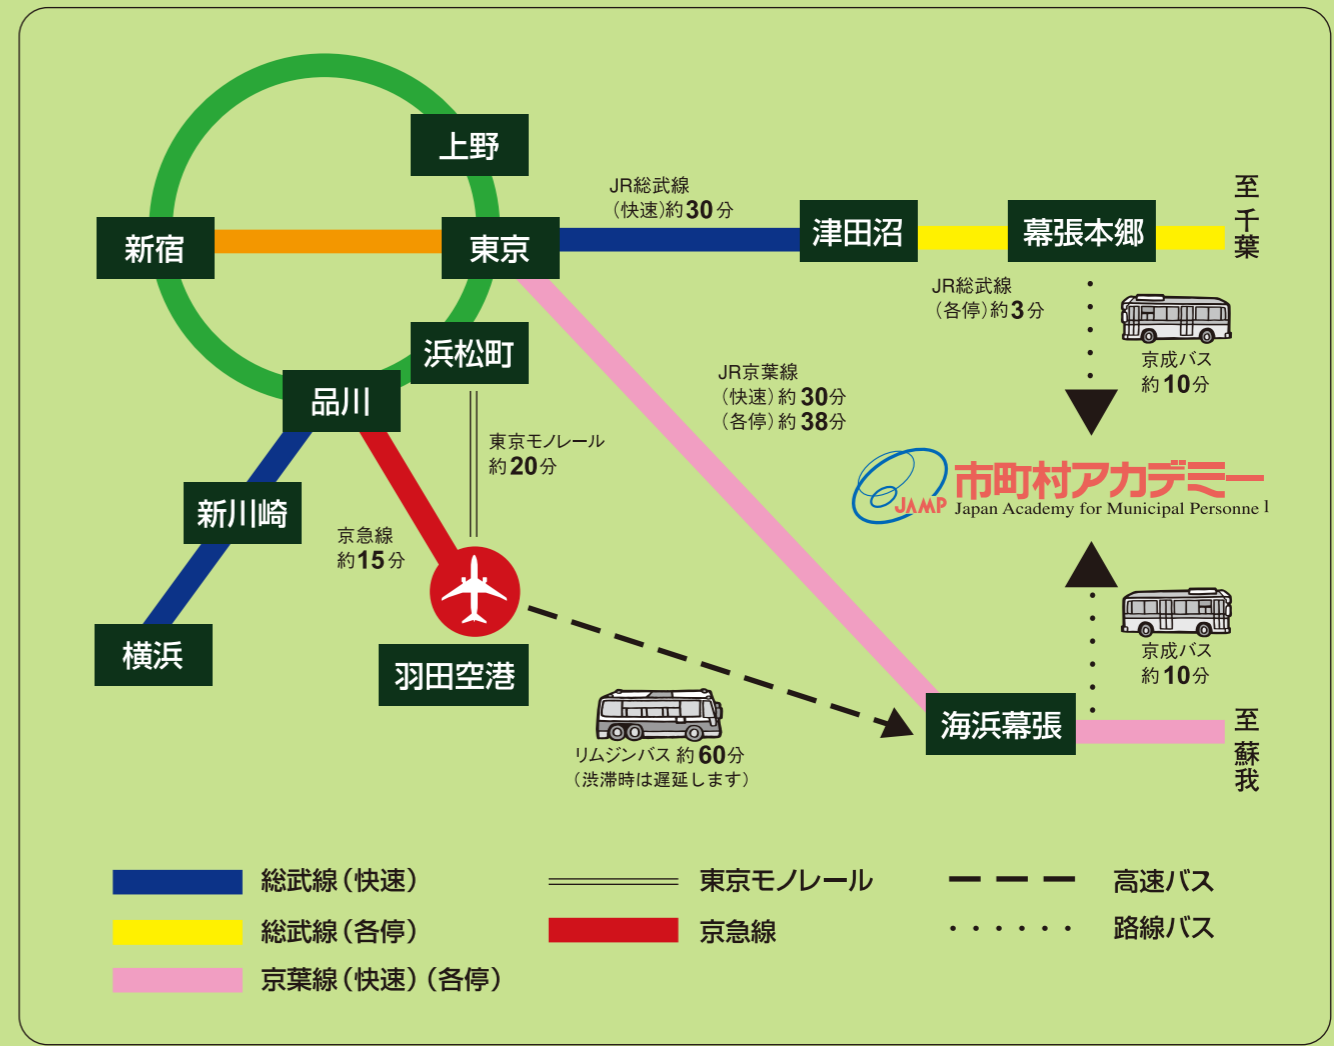 上野
新宿
東京
JR総武線
（快速）約30分
津田沼
幕張本郷
至千葉
JR総武線
（各停）約3分
京成バス
約10分
浜松町
品川
東京モノレール
約20分
JR京葉線
（快速）約30分
（各停）約38分
JAMP
市町村アカデミー
Japan Academy for Municipal Personnel
新川崎
京急線
約15分
横浜
羽田空港
京成バス
約10分
リムジンバス 約60分
（渋滞時は遅延します）
海浜幕張
至蘇我
総武線（快速）
東京モノレール
高速バス
総武線（各停）
京急線
路線バス
京葉線（快速）（各停）